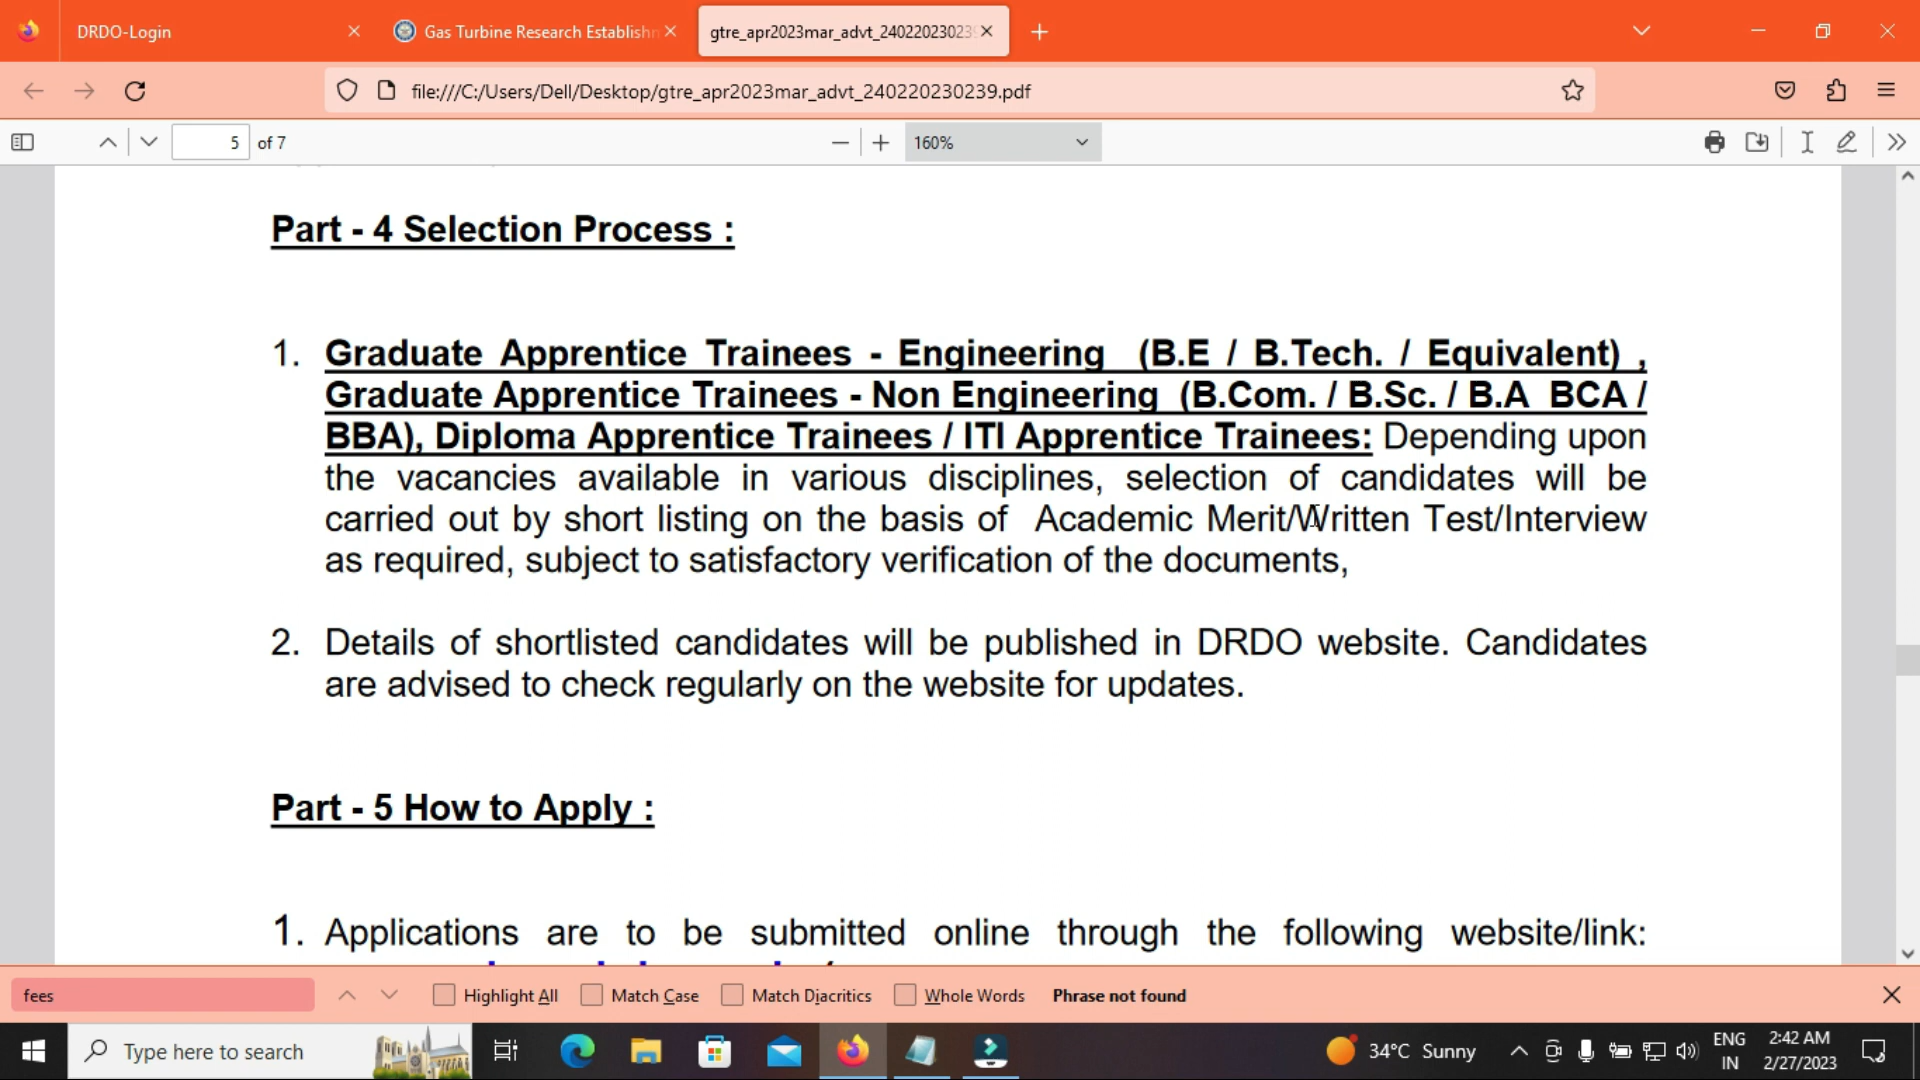 DRDO-Login
Gas Turbine Research Establishm
gtre_apr2023mar_advt_24022023023
file:///C:/Users/Dell/Desktop/gtre_apr2023mar_advt_240220230239.pdf
5 of 7
160%
Part - 4 Selection Process :
1. Graduate Apprentice Trainees - Engineering (B.E / B.Tech. / Equivalent) ,
Graduate Apprentice Trainees - Non Engineering (B.Com. / B.Sc. / B.A BCA /
BBA), Diploma Apprentice Trainees / ITI Apprentice Trainees: Depending upon
the vacancies available in various disciplines, selection of candidates will be
carried out by short listing on the basis of Academic Merit/Written Test/Interview
as required, subject to satisfactory verification of the documents,
2. Details of shortlisted candidates will be published in DRDO website. Candidates
are advised to check regularly on the website for updates.
Part - 5 How to Apply :
1. Applications are to be submitted online through the following website/link:
fees
Highlight All
Match Case
Match Diacritics
Whole Words
Phrase not found
Type here to search
34°C Sunny
ENG
IN
2:42 AM
2/27/2023